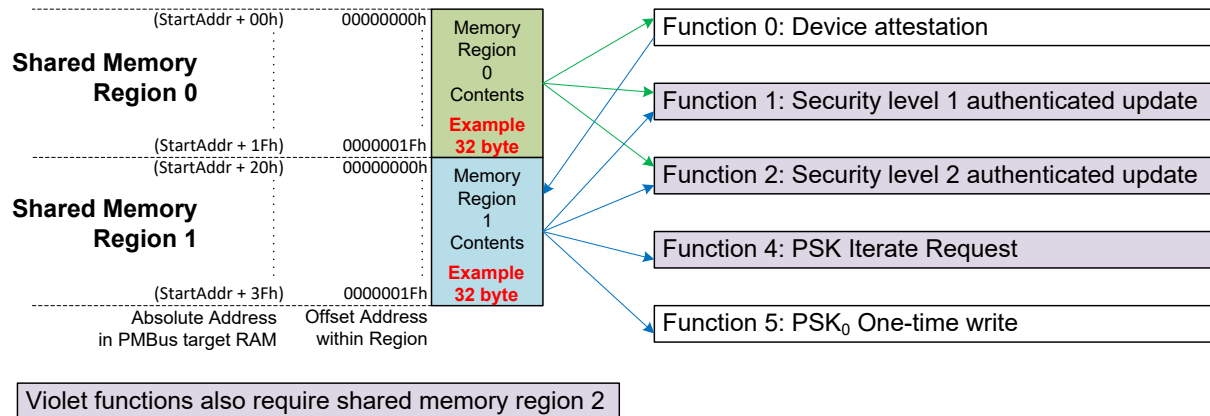 (StartAddr + 00h)
00000000h
Shared Memory
Region 0
(StartAddr + 1Fh)
0000001Fh
(StartAddr + 20h)
00000000h
Shared Memory
Region 1
(StartAddr + 3Fh)
0000001Fh
Absolute Address
in PMBus target RAM
Offset Address
within Region
Memory
Region
0
Contents
Example
32 byte
Memory
Region
1
Contents
Example
32 byte
Function 0: Device attestation
Function 1: Security level 1 authenticated update
Function 2: Security level 2 authenticated update
Function 4: PSK Iterate Request
Function 5: PSK₀ One-time write
Violet functions also require shared memory region 2